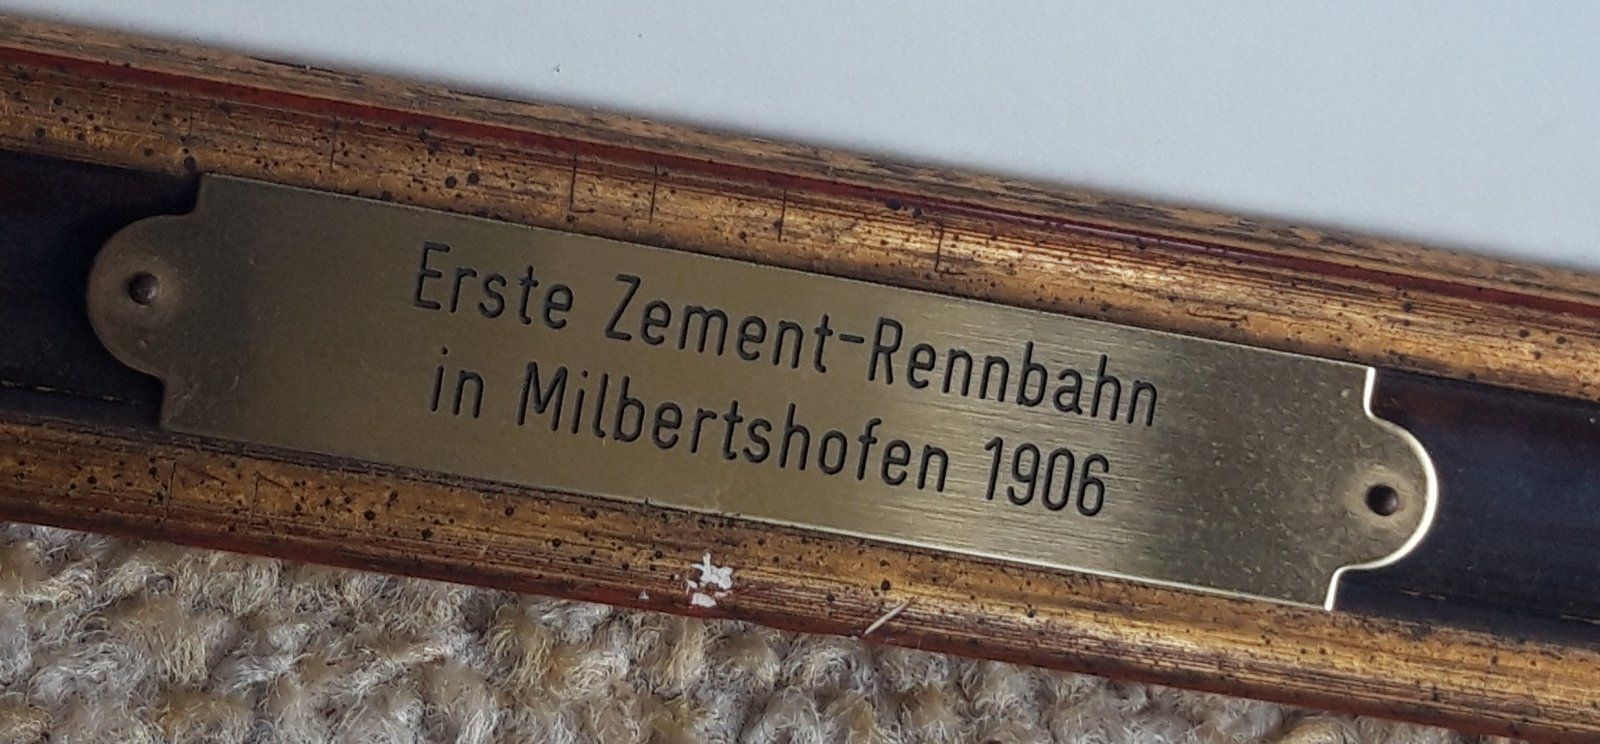 Erste Zement-Rennbahn
in Milbertshofen 1906